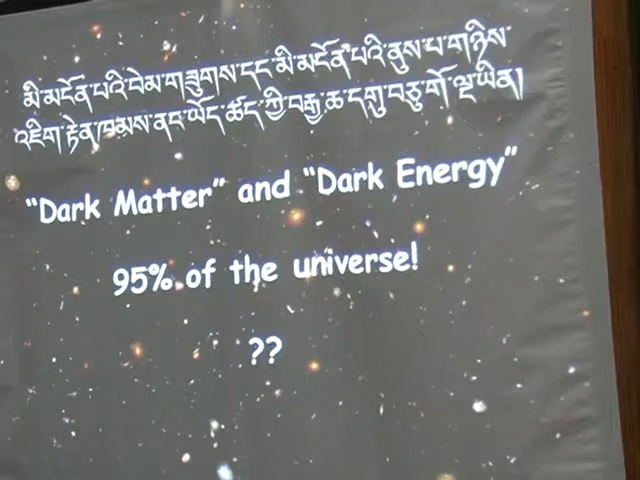 མི་མངོན་པའི་བེམ་གཟུགས་དང་མི་མངོན་པའི་ནུས་པ་གཉིས་
འཇིག་རྟེན་ཁམས་ནང་ཡོད་ཚད་ཀྱི་བརྒྱ་ཆ་དགུ་བཅུ་གོ་ལྔ་ཡིན།
“Dark Matter” and “Dark Energy”
95% of the universe!
??